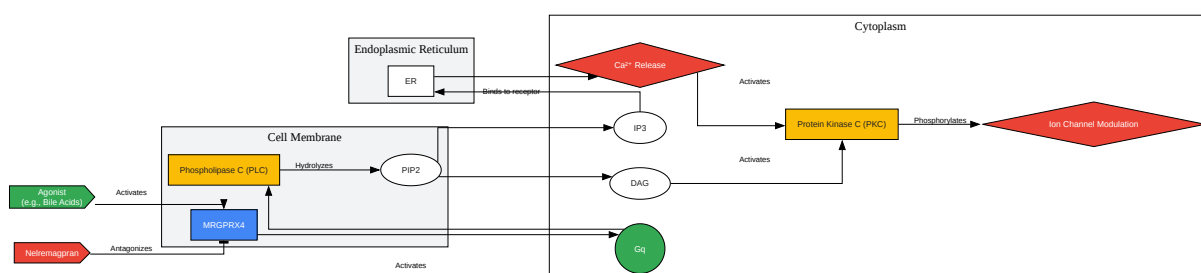 Cytoplasm
Endoplasmic Reticulum
Ca²⁺ Release
ER
Activates
Binds to receptor
Protein Kinase C (PKC)
Phosphorylates
Ion Channel Modulation
IP3
Cell Membrane
Phospholipase C (PLC)
Hydrolyzes
PIP2
Activates
DAG
Agonist
(e.g., Bile Acids)
Activates
MRGPRX4
Nelremagpran
Antagonizes
Gq
Activates